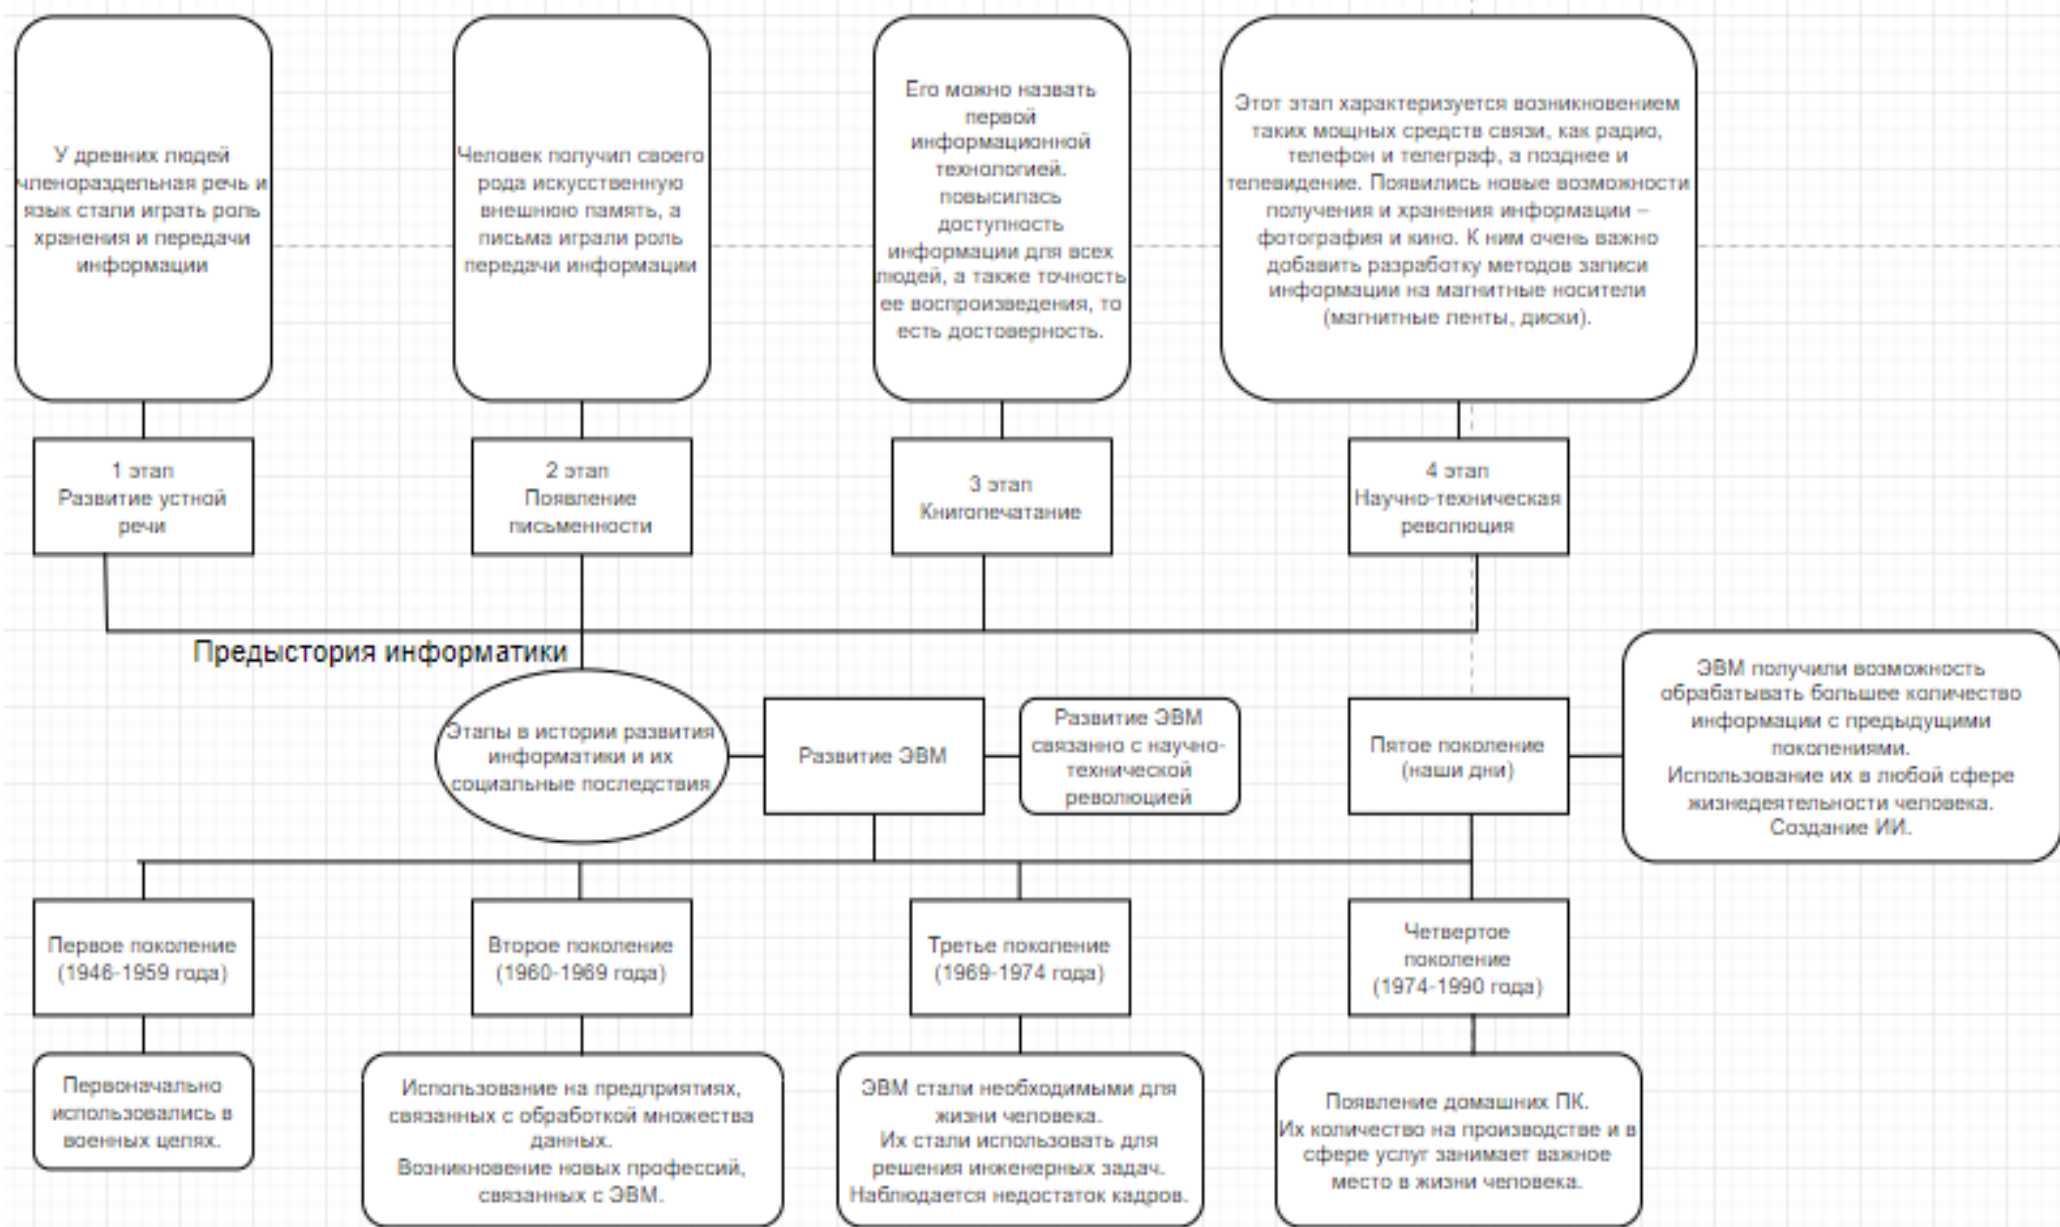 У древних людей
членораздельная речь и
язык стали играть роль
хранения и передачи
информации
Человек получил своего
рода искусственную
внешнюю память, а
письма играли роль
передачи информации
Его можно назвать
первой
информационной
технологией.
повысилась
доступность
информации для всех
людей, а также точность
ее воспроизведения, то
есть достоверность.
Этот этап характеризуется возникновением
таких мощных средств связи, как радио,
телефон и телеграф, а позднее и
телевидение. Появились новые возможности
получения и хранения информации –
фотография и кино. К ним очень важно
добавить разработку методов записи
информации на магнитные носители
(магнитные ленты, диски).
1 этап
Развитие устной
речи
2 этап
Появление
письменности
3 этап
Книгопечатание
4 этап
Научно-техническая
революция
Предыстория информатики
Этапы в истории развития
информатики и их
социальные последствия
Развитие ЭВМ
Развитие ЭВМ
связанно с научно-
технической
революцией
Пятое поколение
(наши дни)
ЭВМ получили возможность
обрабатывать большее количество
информации с предыдущими
поколениями.
Использование их в любой сфере
жизнедеятельности человека.
Создание ИИ.
Первое поколение
(1946-1959 года)
Второе поколение
(1960-1969 года)
Третье поколение
(1969-1974 года)
Четвертое
поколение
(1974-1990 года)
Первоначально
использовались в
военных целях.
Использование на предприятиях,
связанных с обработкой множества
данных.
Возникновение новых профессий,
связанных с ЭВМ.
ЭВМ стали необходимыми для
жизни человека.
Их стали использовать для
решения инженерных задач.
Наблюдается недостаток кадров.
Появление домашних ПК.
Их количество на производстве и в
сфере услуг занимает важное
место в жизни человека.